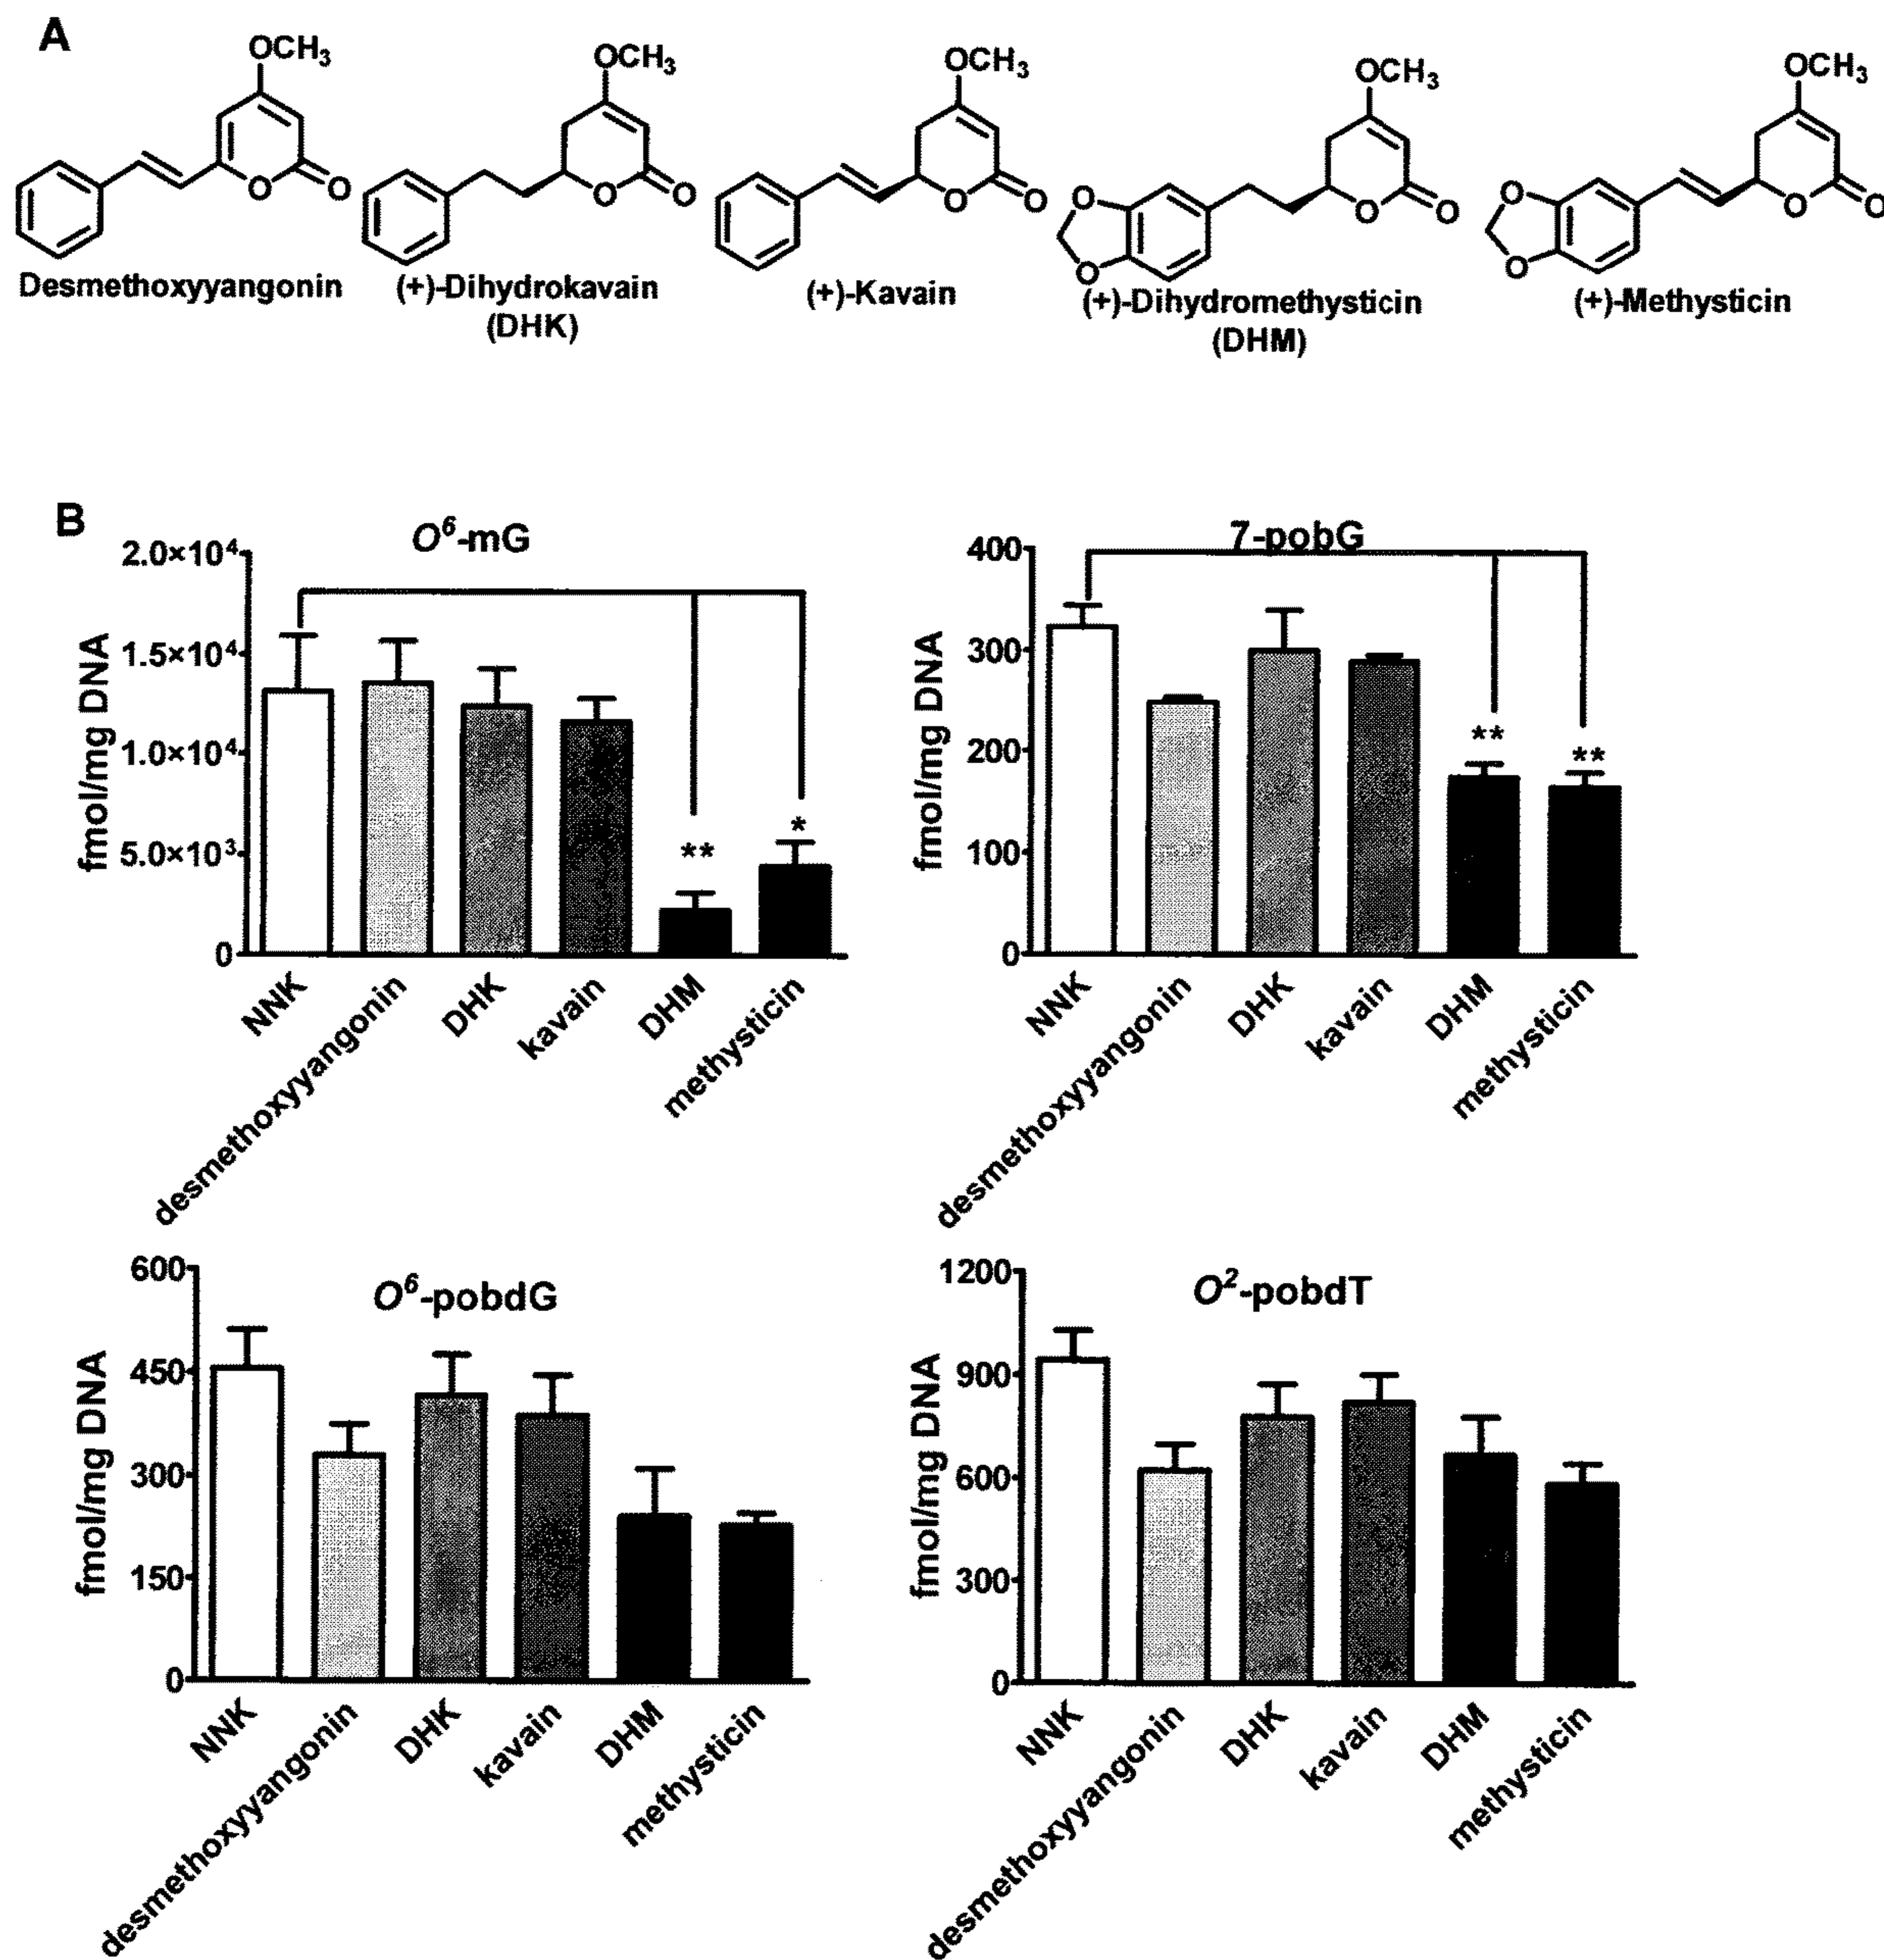 A
OCH3 OCH3 OCH3 OCH3 OCH3
O O O O O O O O O O O O O O
Desmethoxyyangonin (+)-Dihydrokavain (+)-Kavain (+)-Dihydromethysticin (+)-Methysticin
(DHK) (DHM)
B
O6-mG
2.0×104
1.5×104
1.0×104
5.0×103
0
fmol/mg DNA
** *
NNK desmethoxyyangonin DHK kavain DHM methysticin
7-pobG
400
300
200
100
0
fmol/mg DNA
** **
NNK desmethoxyyangonin DHK kavain DHM methysticin
O6-pobdG
600
450
300
150
0
fmol/mg DNA
NNK desmethoxyyangonin DHK kavain DHM methysticin
O2-pobdT
1200
900
600
300
0
fmol/mg DNA
NNK desmethoxyyangonin DHK kavain DHM methysticin